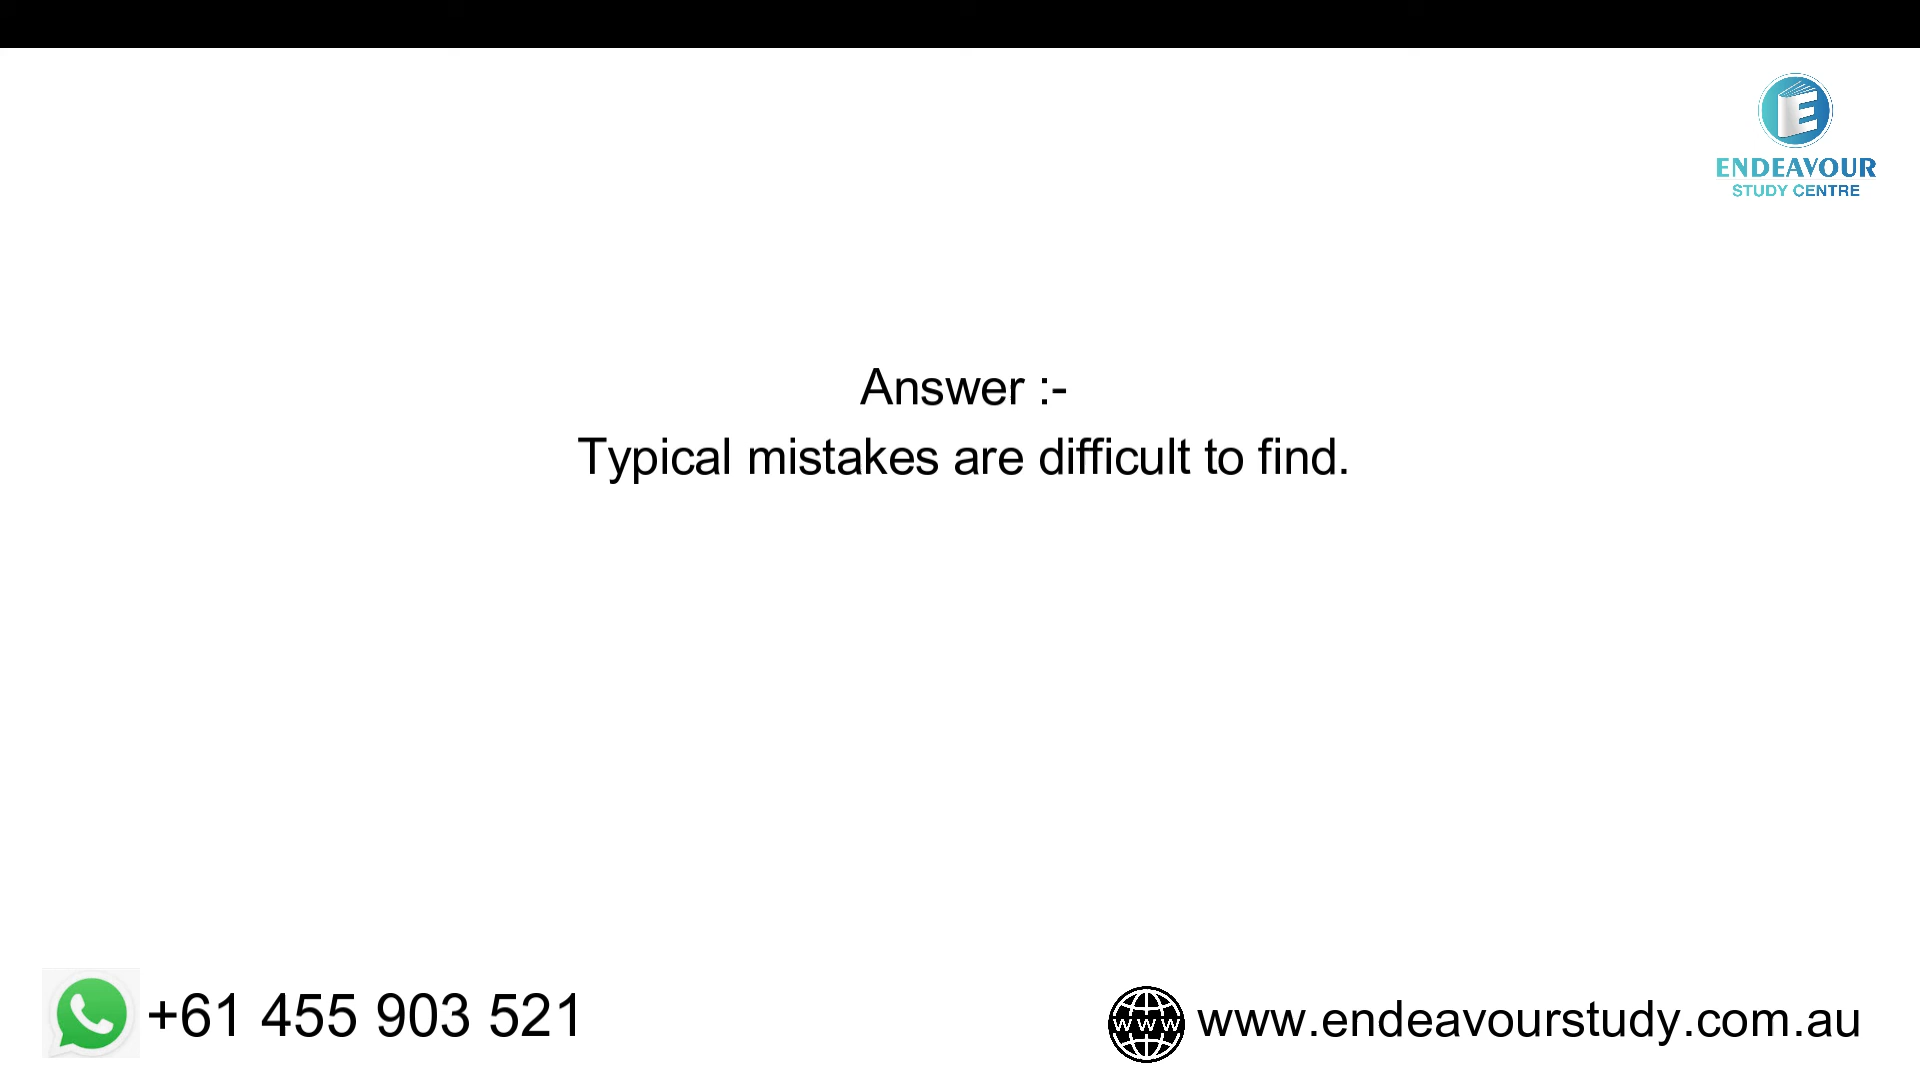 E
ENDEAVOUR
STUDY CENTRE
Answer :-
Typical mistakes are difficult to find.
+61 455 903 521
WWW www.endeavourstudy.com.au